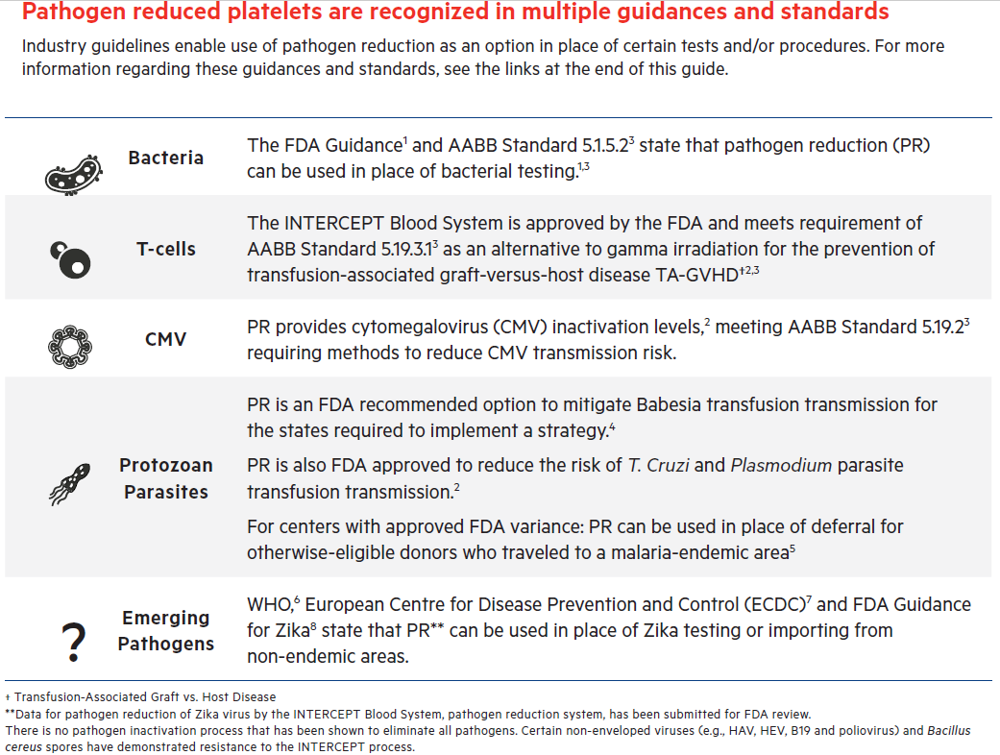 Pathogen reduced platelets are recognized in multiple guidances and standards
Industry guidelines enable use of pathogen reduction as an option in place of certain tests and/or procedures. For more
information regarding these guidances and standards, see the links at the end of this guide.
Bacteria
The FDA Guidance¹ and AABB Standard 5.1.5.2³ state that pathogen reduction (PR)
can be used in place of bacterial testing.¹,³
T-cells
The INTERCEPT Blood System is approved by the FDA and meets requirement of
AABB Standard 5.19.3.1³ as an alternative to gamma irradiation for the prevention of
transfusion-associated graft-versus-host disease TA-GVHD†²,³
CMV
PR provides cytomegalovirus (CMV) inactivation levels,² meeting AABB Standard 5.19.2³
requiring methods to reduce CMV transmission risk.
Protozoan
Parasites
PR is an FDA recommended option to mitigate Babesia transfusion transmission for
the states required to implement a strategy.⁴
PR is also FDA approved to reduce the risk of T. Cruzi and Plasmodium parasite
transfusion transmission.²
For centers with approved FDA variance: PR can be used in place of deferral for
otherwise-eligible donors who traveled to a malaria-endemic area⁵
?
Emerging
Pathogens
WHO,⁶ European Centre for Disease Prevention and Control (ECDC)⁷ and FDA Guidance
for Zika⁸ state that PR** can be used in place of Zika testing or importing from
non-endemic areas.
† Transfusion-Associated Graft vs. Host Disease
**Data for pathogen reduction of Zika virus by the INTERCEPT Blood System, pathogen reduction system, has been submitted for FDA review.
There is no pathogen inactivation process that has been shown to eliminate all pathogens. Certain non-enveloped viruses (e.g., HAV, HEV, B19 and poliovirus) and Bacillus
cereus spores have demonstrated resistance to the INTERCEPT process.